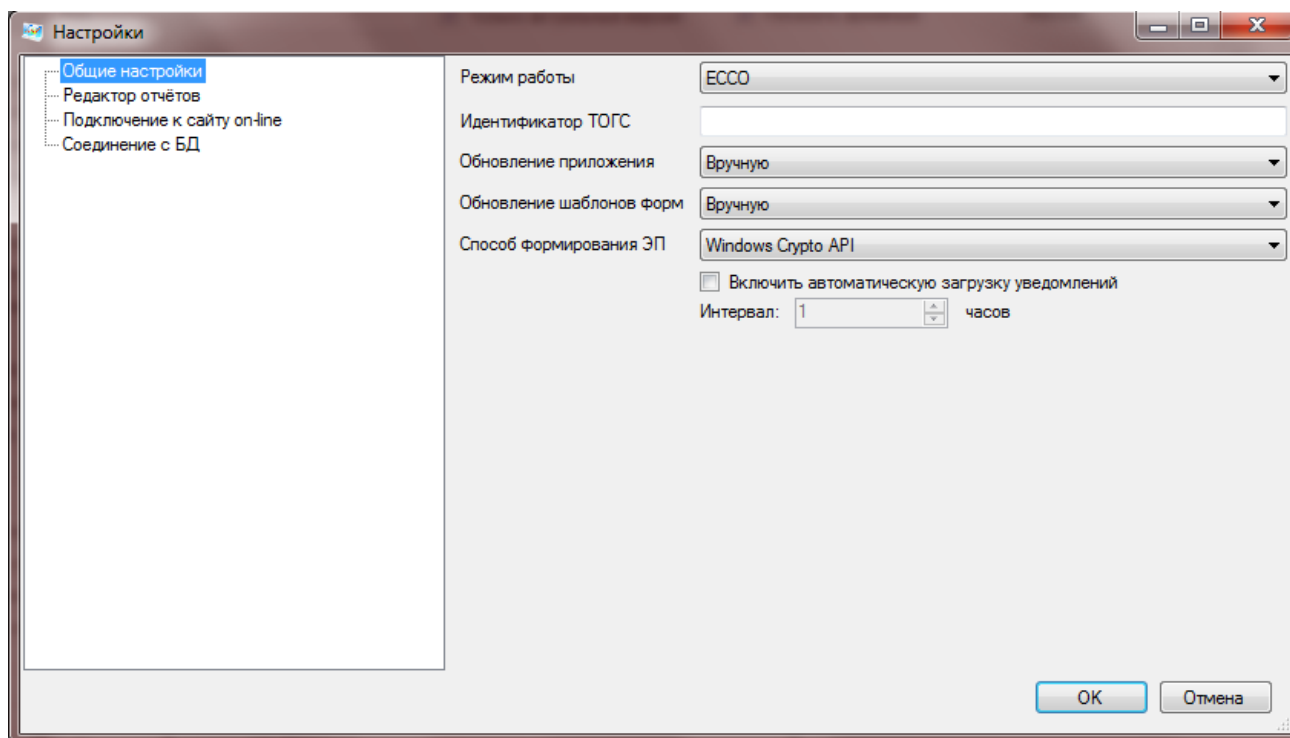 Настройки
Общие настройки
Редактор отчётов
Подключение к сайту on-line
Соединение с БД
Режим работы
ЕССО
Идентификатор ТОГС
Обновление приложения
Вручную
Обновление шаблонов форм
Вручную
Способ формирования ЭП
Windows Crypto API
Включить автоматическую загрузку уведомлений
Интервал: 1 часов
OK
Отмена